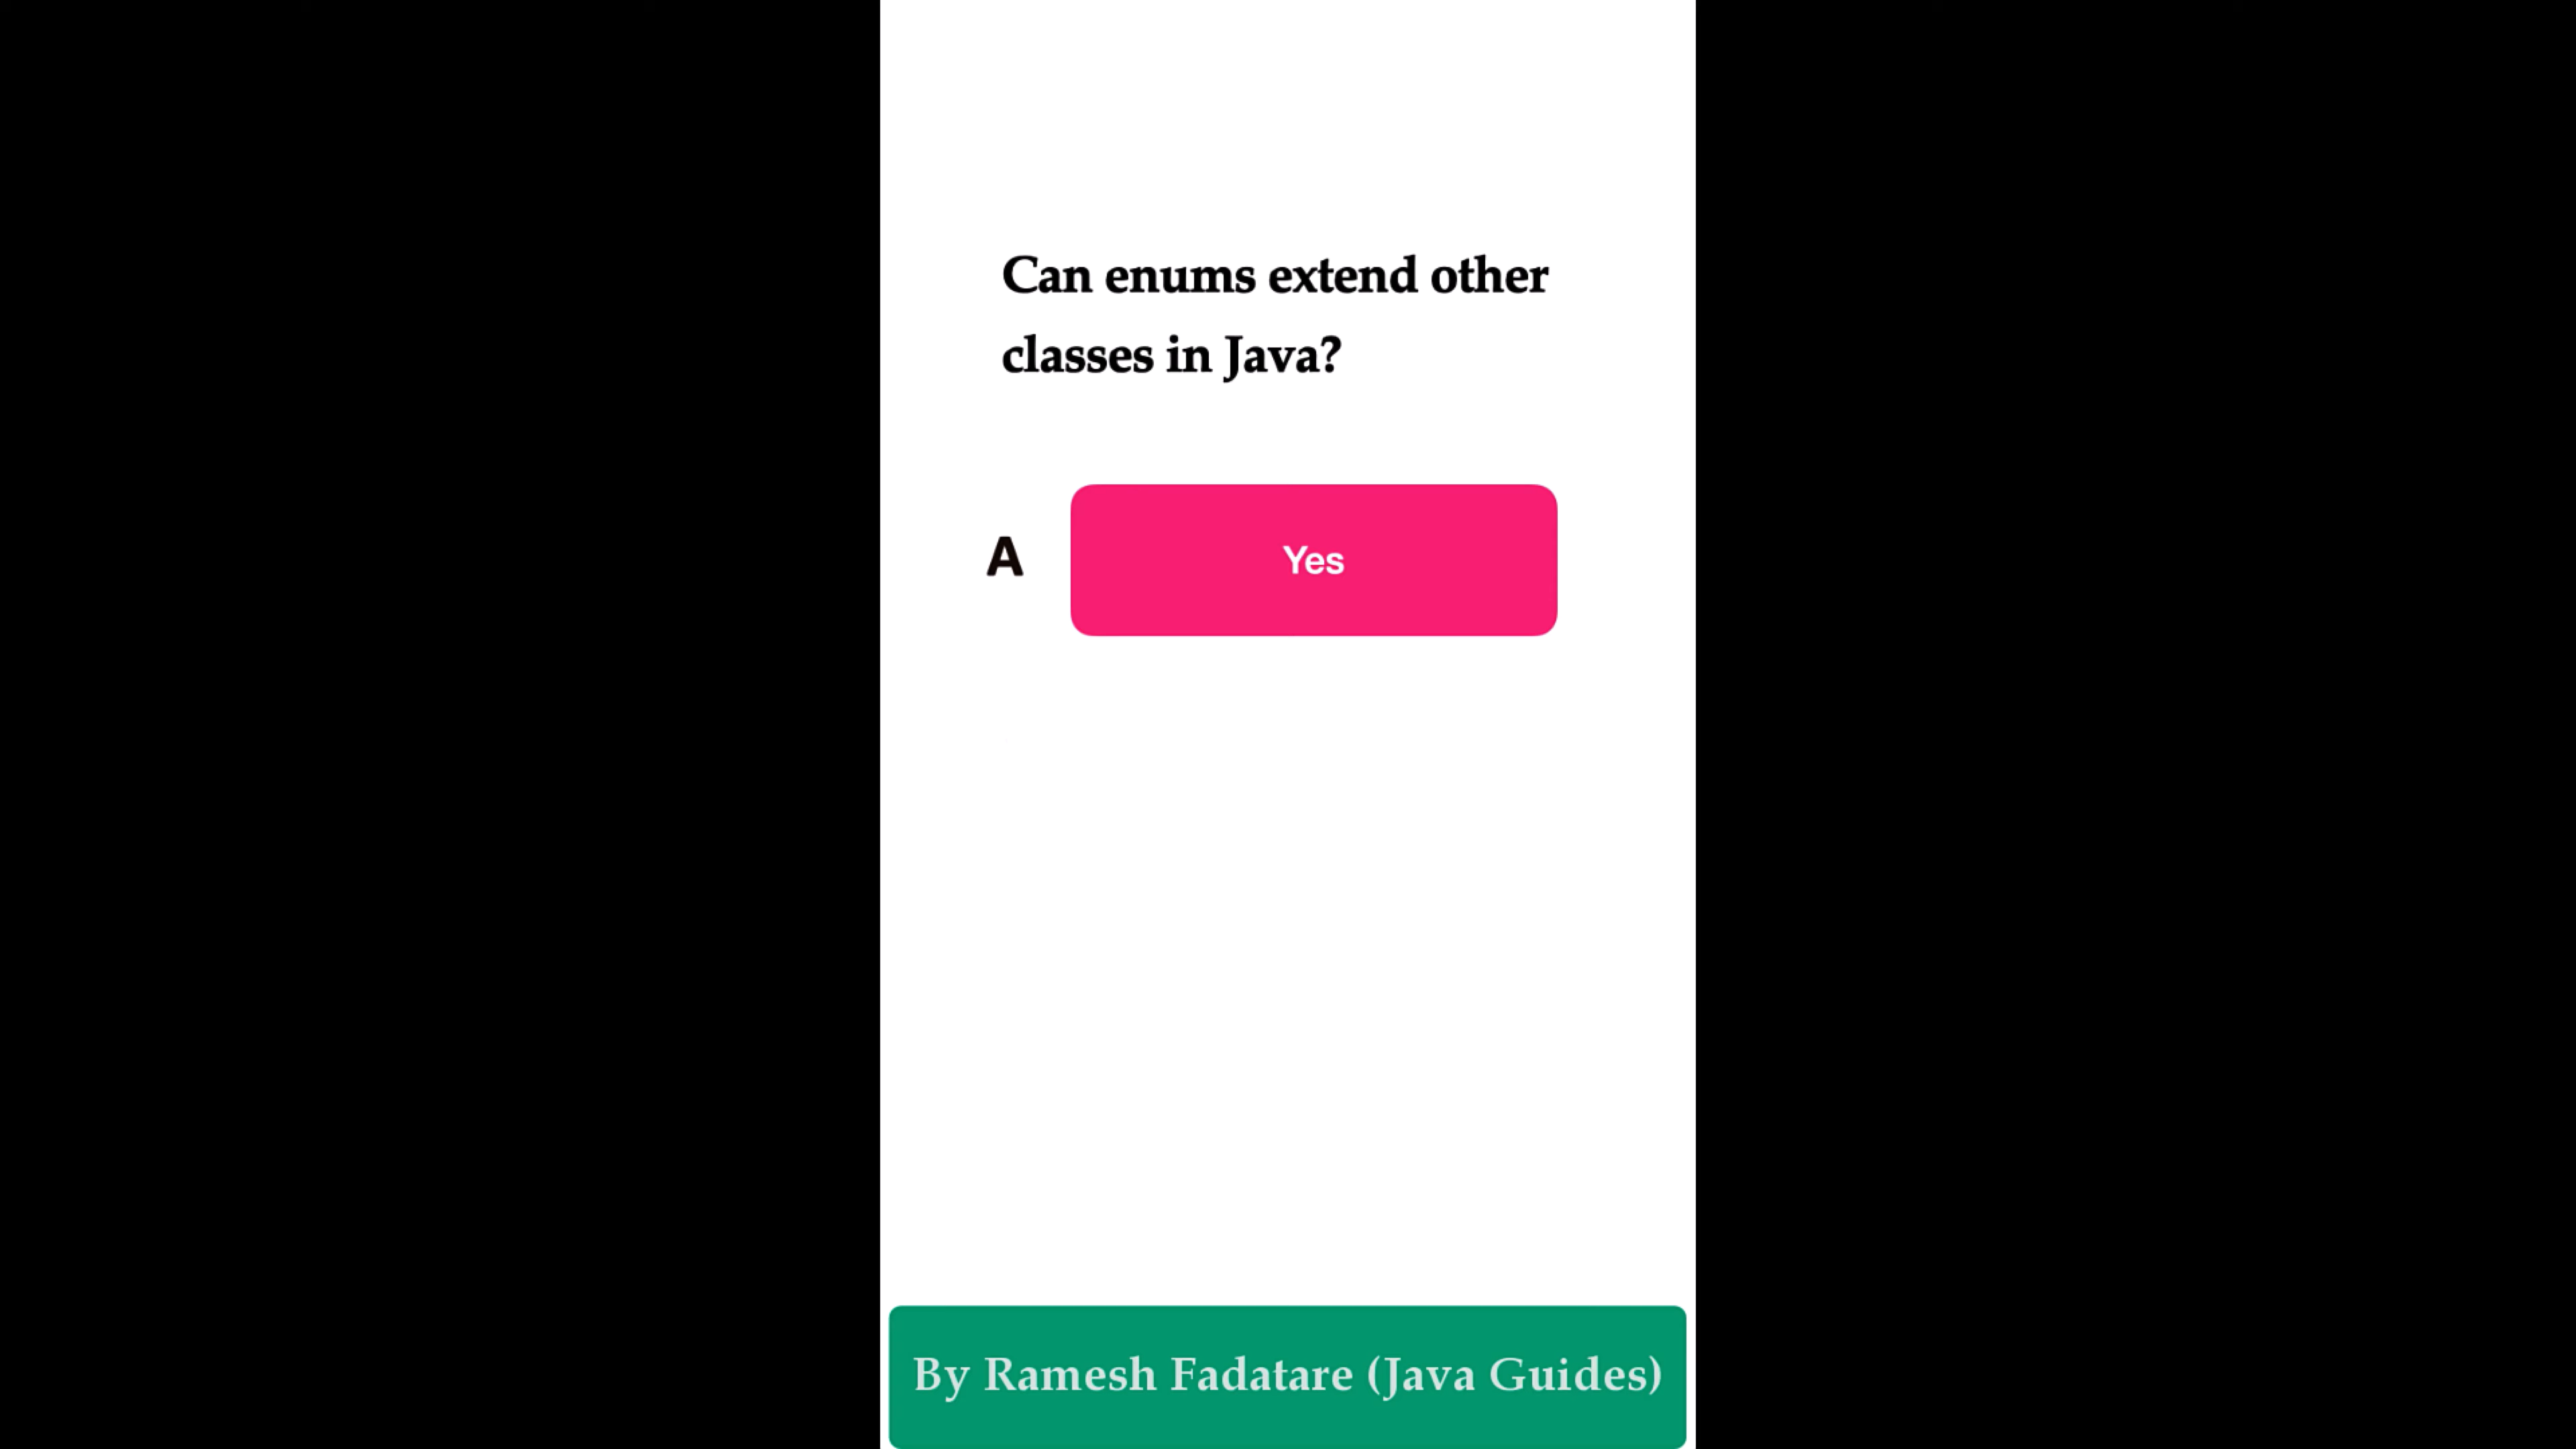 Can enums extend other
classes in Java?
A
Yes
By Ramesh Fadatare (Java Guides)